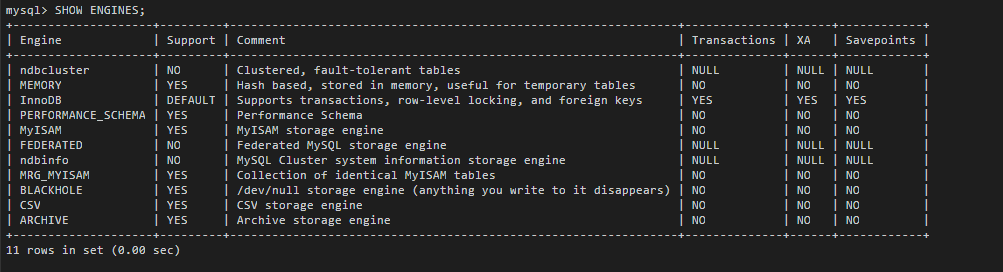 mysql> SHOW ENGINES;
+--------------------+---------+----------------------------------------------------------------+--------------+------+------------+
| Engine             | Support | Comment                                                        | Transactions | XA   | Savepoints |
+--------------------+---------+----------------------------------------------------------------+--------------+------+------------+
| ndbcluster         | NO      | Clustered, fault-tolerant tables                               | NULL         | NULL | NULL       |
| MEMORY             | YES     | Hash based, stored in memory, useful for temporary tables      | NO           | NO   | NO         |
| InnoDB             | DEFAULT | Supports transactions, row-level locking, and foreign keys     | YES          | YES  | YES        |
| PERFORMANCE_SCHEMA | YES     | Performance Schema                                             | NO           | NO   | NO         |
| MyISAM             | YES     | MyISAM storage engine                                          | NO           | NO   | NO         |
| FEDERATED          | NO      | Federated MySQL storage engine                                 | NULL         | NULL | NULL       |
| ndbinfo            | NO      | MySQL Cluster system information storage engine                | NULL         | NULL | NULL       |
| MRG_MYISAM         | YES     | Collection of identical MyISAM tables                          | NO           | NO   | NO         |
| BLACKHOLE          | YES     | /dev/null storage engine (anything you write to it disappears) | NO           | NO   | NO         |
| CSV                | YES     | CSV storage engine                                             | NO           | NO   | NO         |
| ARCHIVE            | YES     | Archive storage engine                                         | NO           | NO   | NO         |
+--------------------+---------+----------------------------------------------------------------+--------------+------+------------+
11 rows in set (0.00 sec)